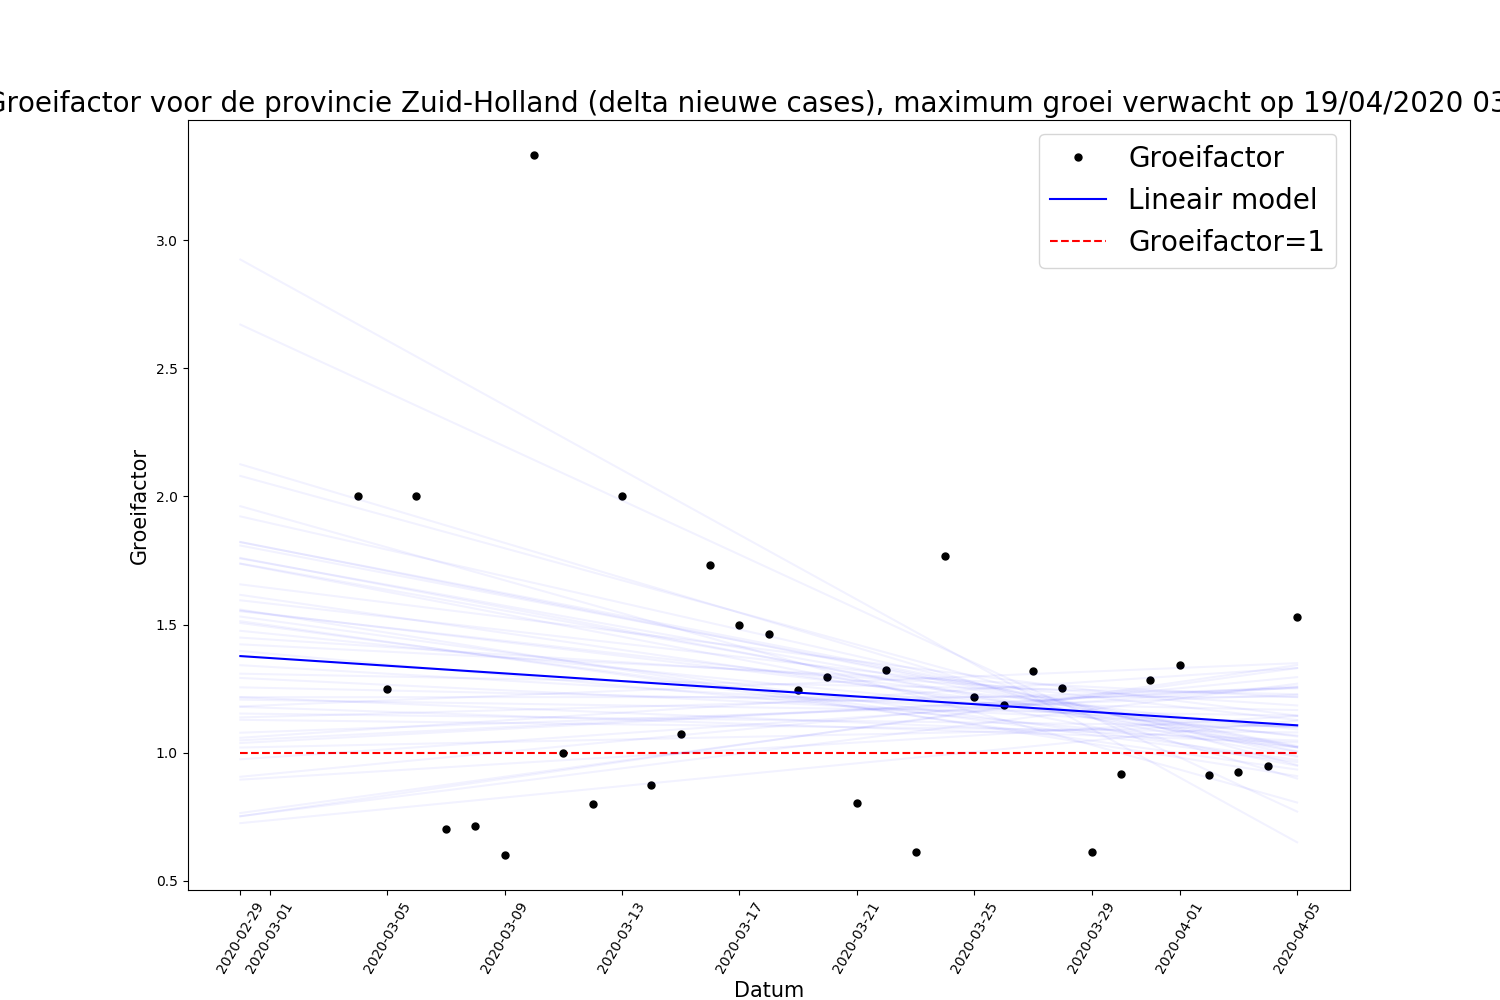 Groeifactor voor de provincie Zuid-Holland (delta nieuwe cases), maximum groei verwacht op 19/04/2020 03
Groeifactor
Lineair model
Groeifactor=1
Groeifactor
3.0
2.5
2.0
1.5
1.0
0.5
2020-02-29
2020-03-01
2020-03-05
2020-03-09
2020-03-13
2020-03-17
2020-03-21
2020-03-25
2020-03-29
2020-04-01
2020-04-05
Datum